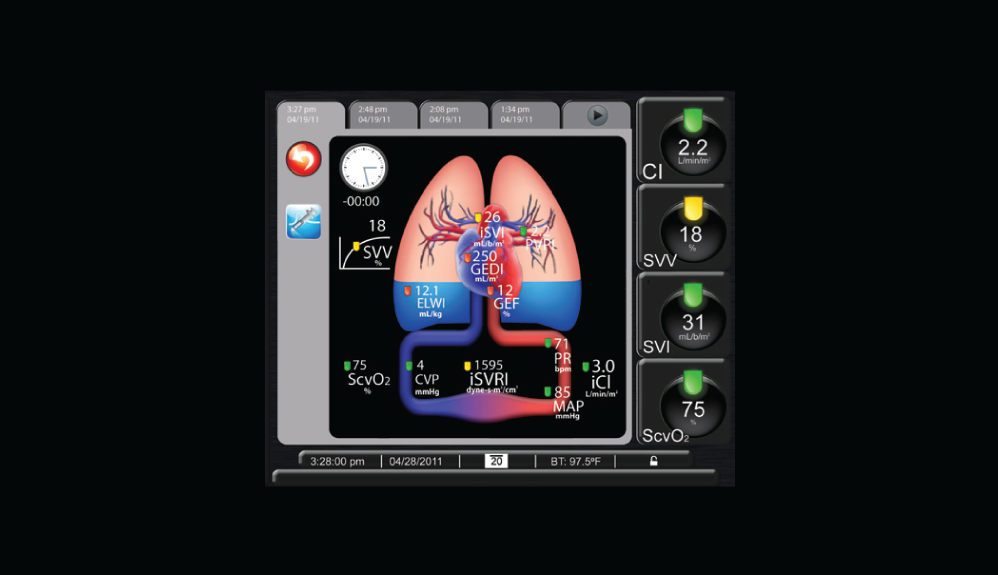 3:27 pm
04/19/11
2:48 pm
04/19/11
2:08 pm
04/19/11
1:34 pm
04/19/11
-00:00
18
SVV
%
26
iSVI
mL/b/m²
250
GEDI
mL/m²
12.1
ELWI
mL/kg
12
GEF
%
71
PR
bpm
75
ScvO₂
%
4
CVP
mmHg
1595
iSVRI
dyne-s-m²/cm⁵
3.0
iCI
L/min/m²
85
MAP
mmHg
2.2
L/min/m²
CI
18
%
SVV
31
mL/b/m²
SVI
75
%
ScvO₂
3:28:00 pm
04/28/2011
20
BT: 97.5ºF